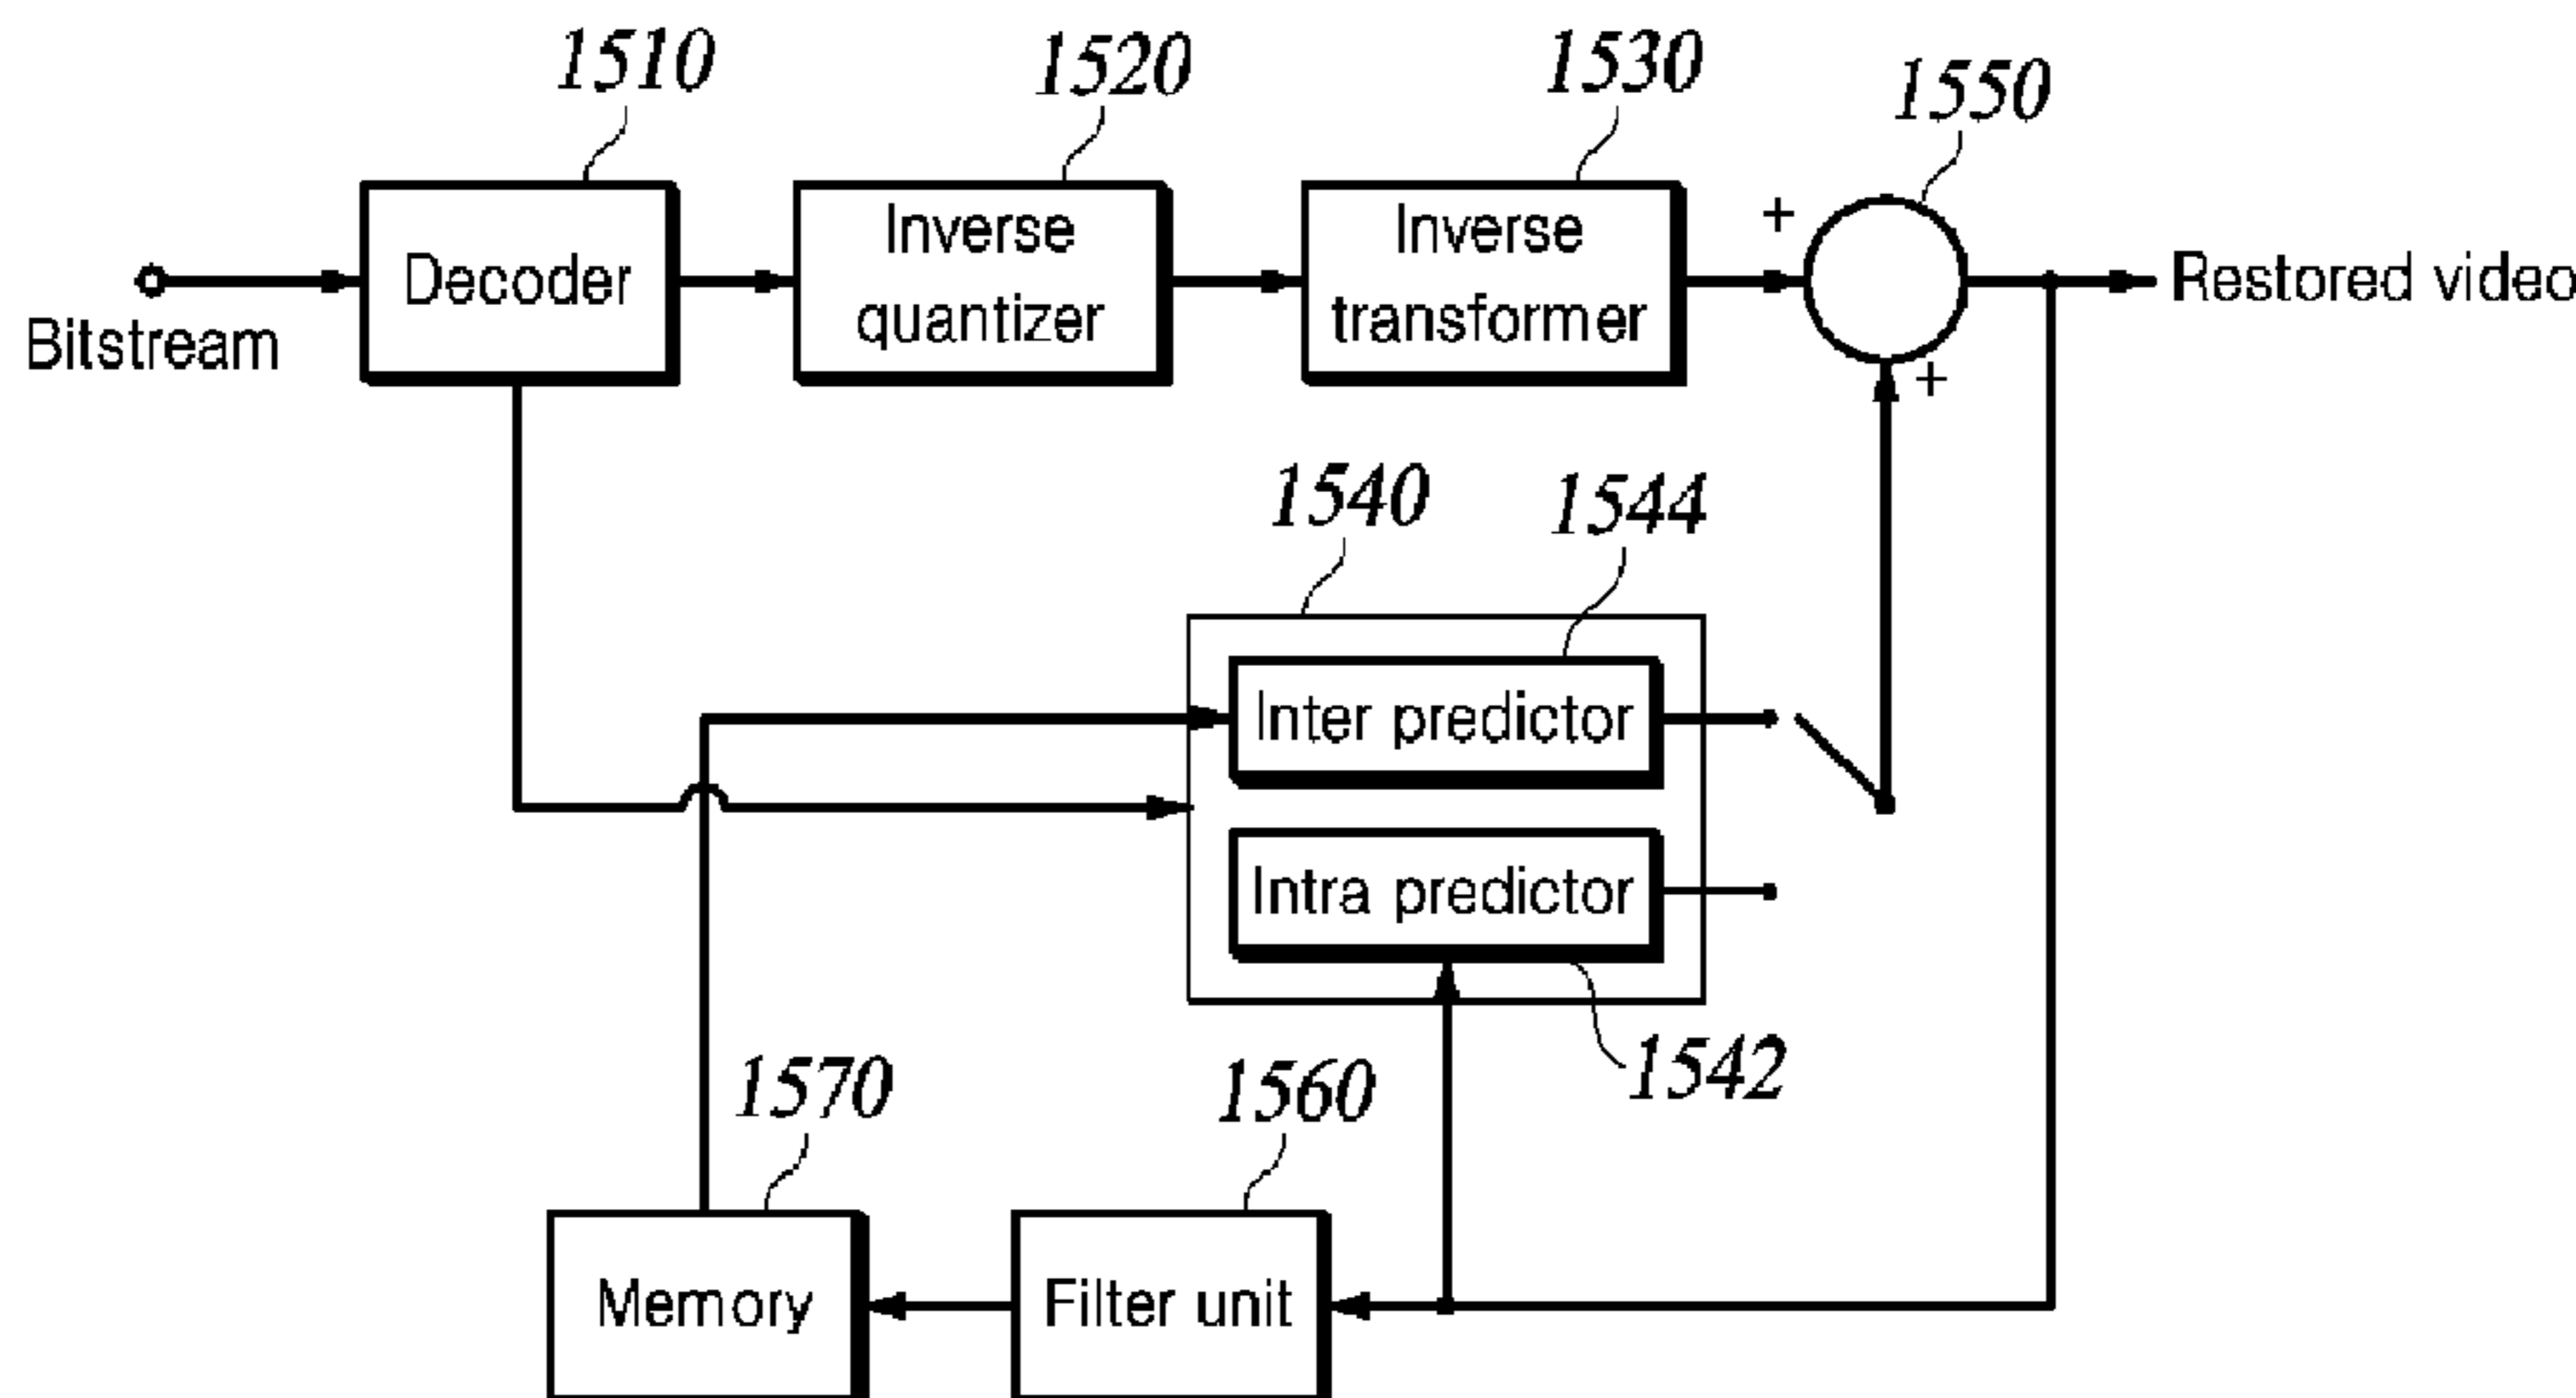 1510
1520
1530
1550
Bitstream
Decoder
Inverse
quantizer
Inverse
transformer
+
+
Restored video
1540
1544
Inter predictor
Intra predictor
1542
1570
1560
Memory
Filter unit